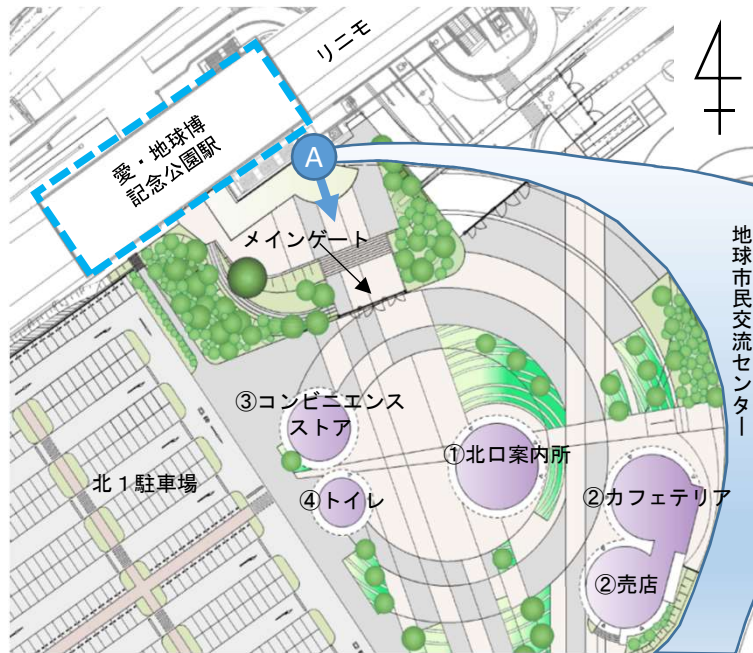 リニモ
愛・地球博
記念公園駅
A
メインゲート
地球市民交流センター
③コンビニエンス
ストア
①北口案内所
北1駐車場
④トイレ
②カフェテリア
②売店